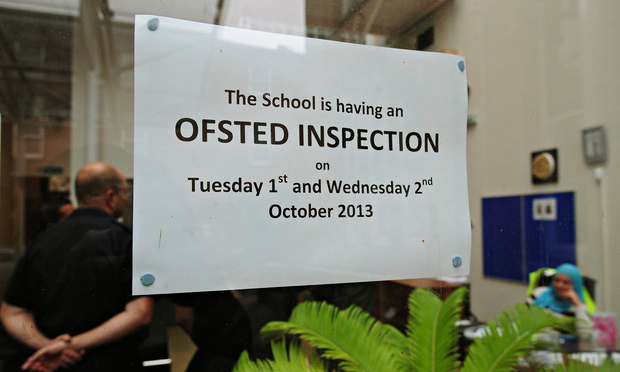 The School is having an
OFSTED INSPECTION
on
Tuesday 1st and Wednesday 2nd
October 2013